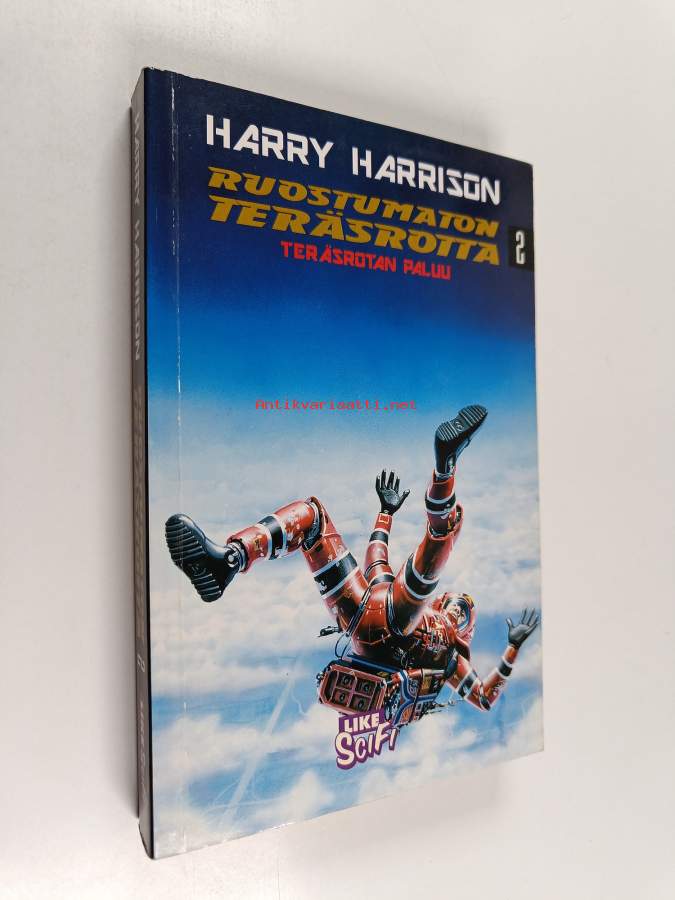 HARRY HARRISON
RUOSTUMATON
TERÄSROTTA
2
TERÄSROTAN PALUU
Antikvariaatti.net
LIKE
SCIFI
HARRY HARRISON